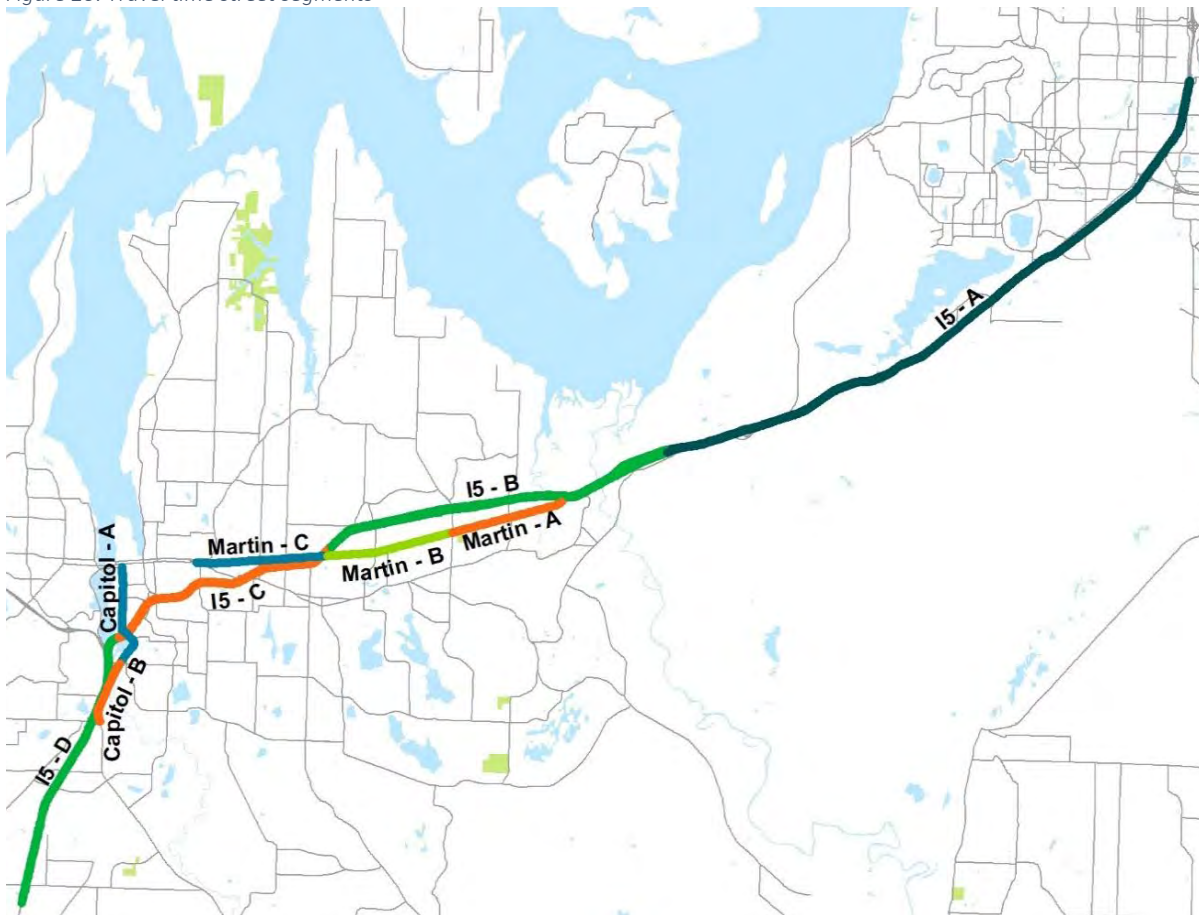 I5 - A
I5 - B
Martin - A
Martin - C
Martin - B
Capitol - A
I5 - C
Capitol - B
I5 - D